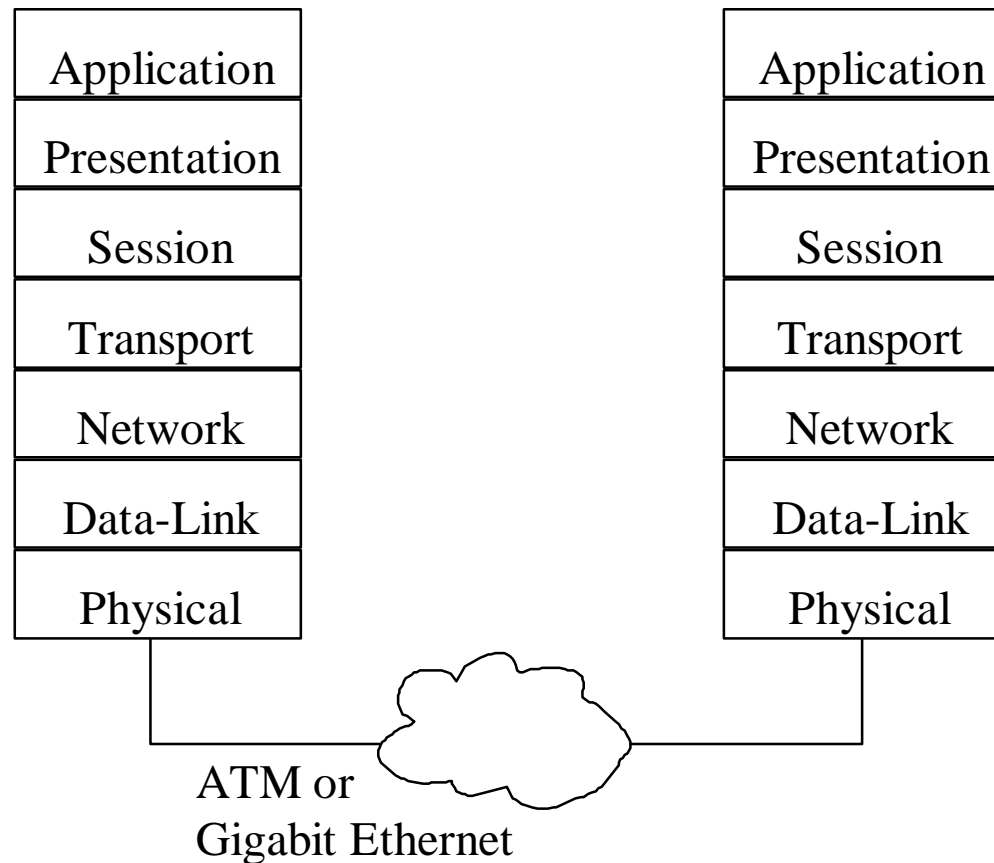 Application
Presentation
Session
Transport
Network
Data-Link
Physical
Application
Presentation
Session
Transport
Network
Data-Link
Physical
ATM or
Gigabit Ethernet